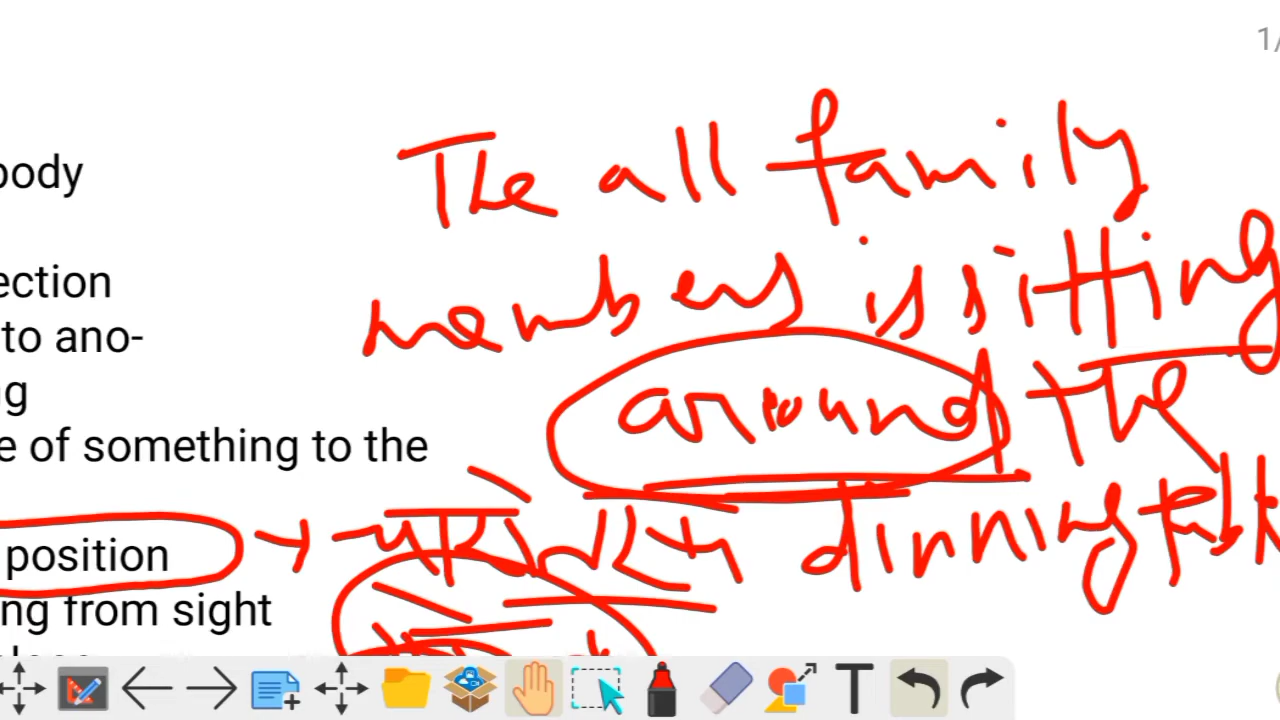 1/
The all family
body
members is sitting
ection
to ano-
around the
ng
e of something to the
dinning table
position
ng from sight
T